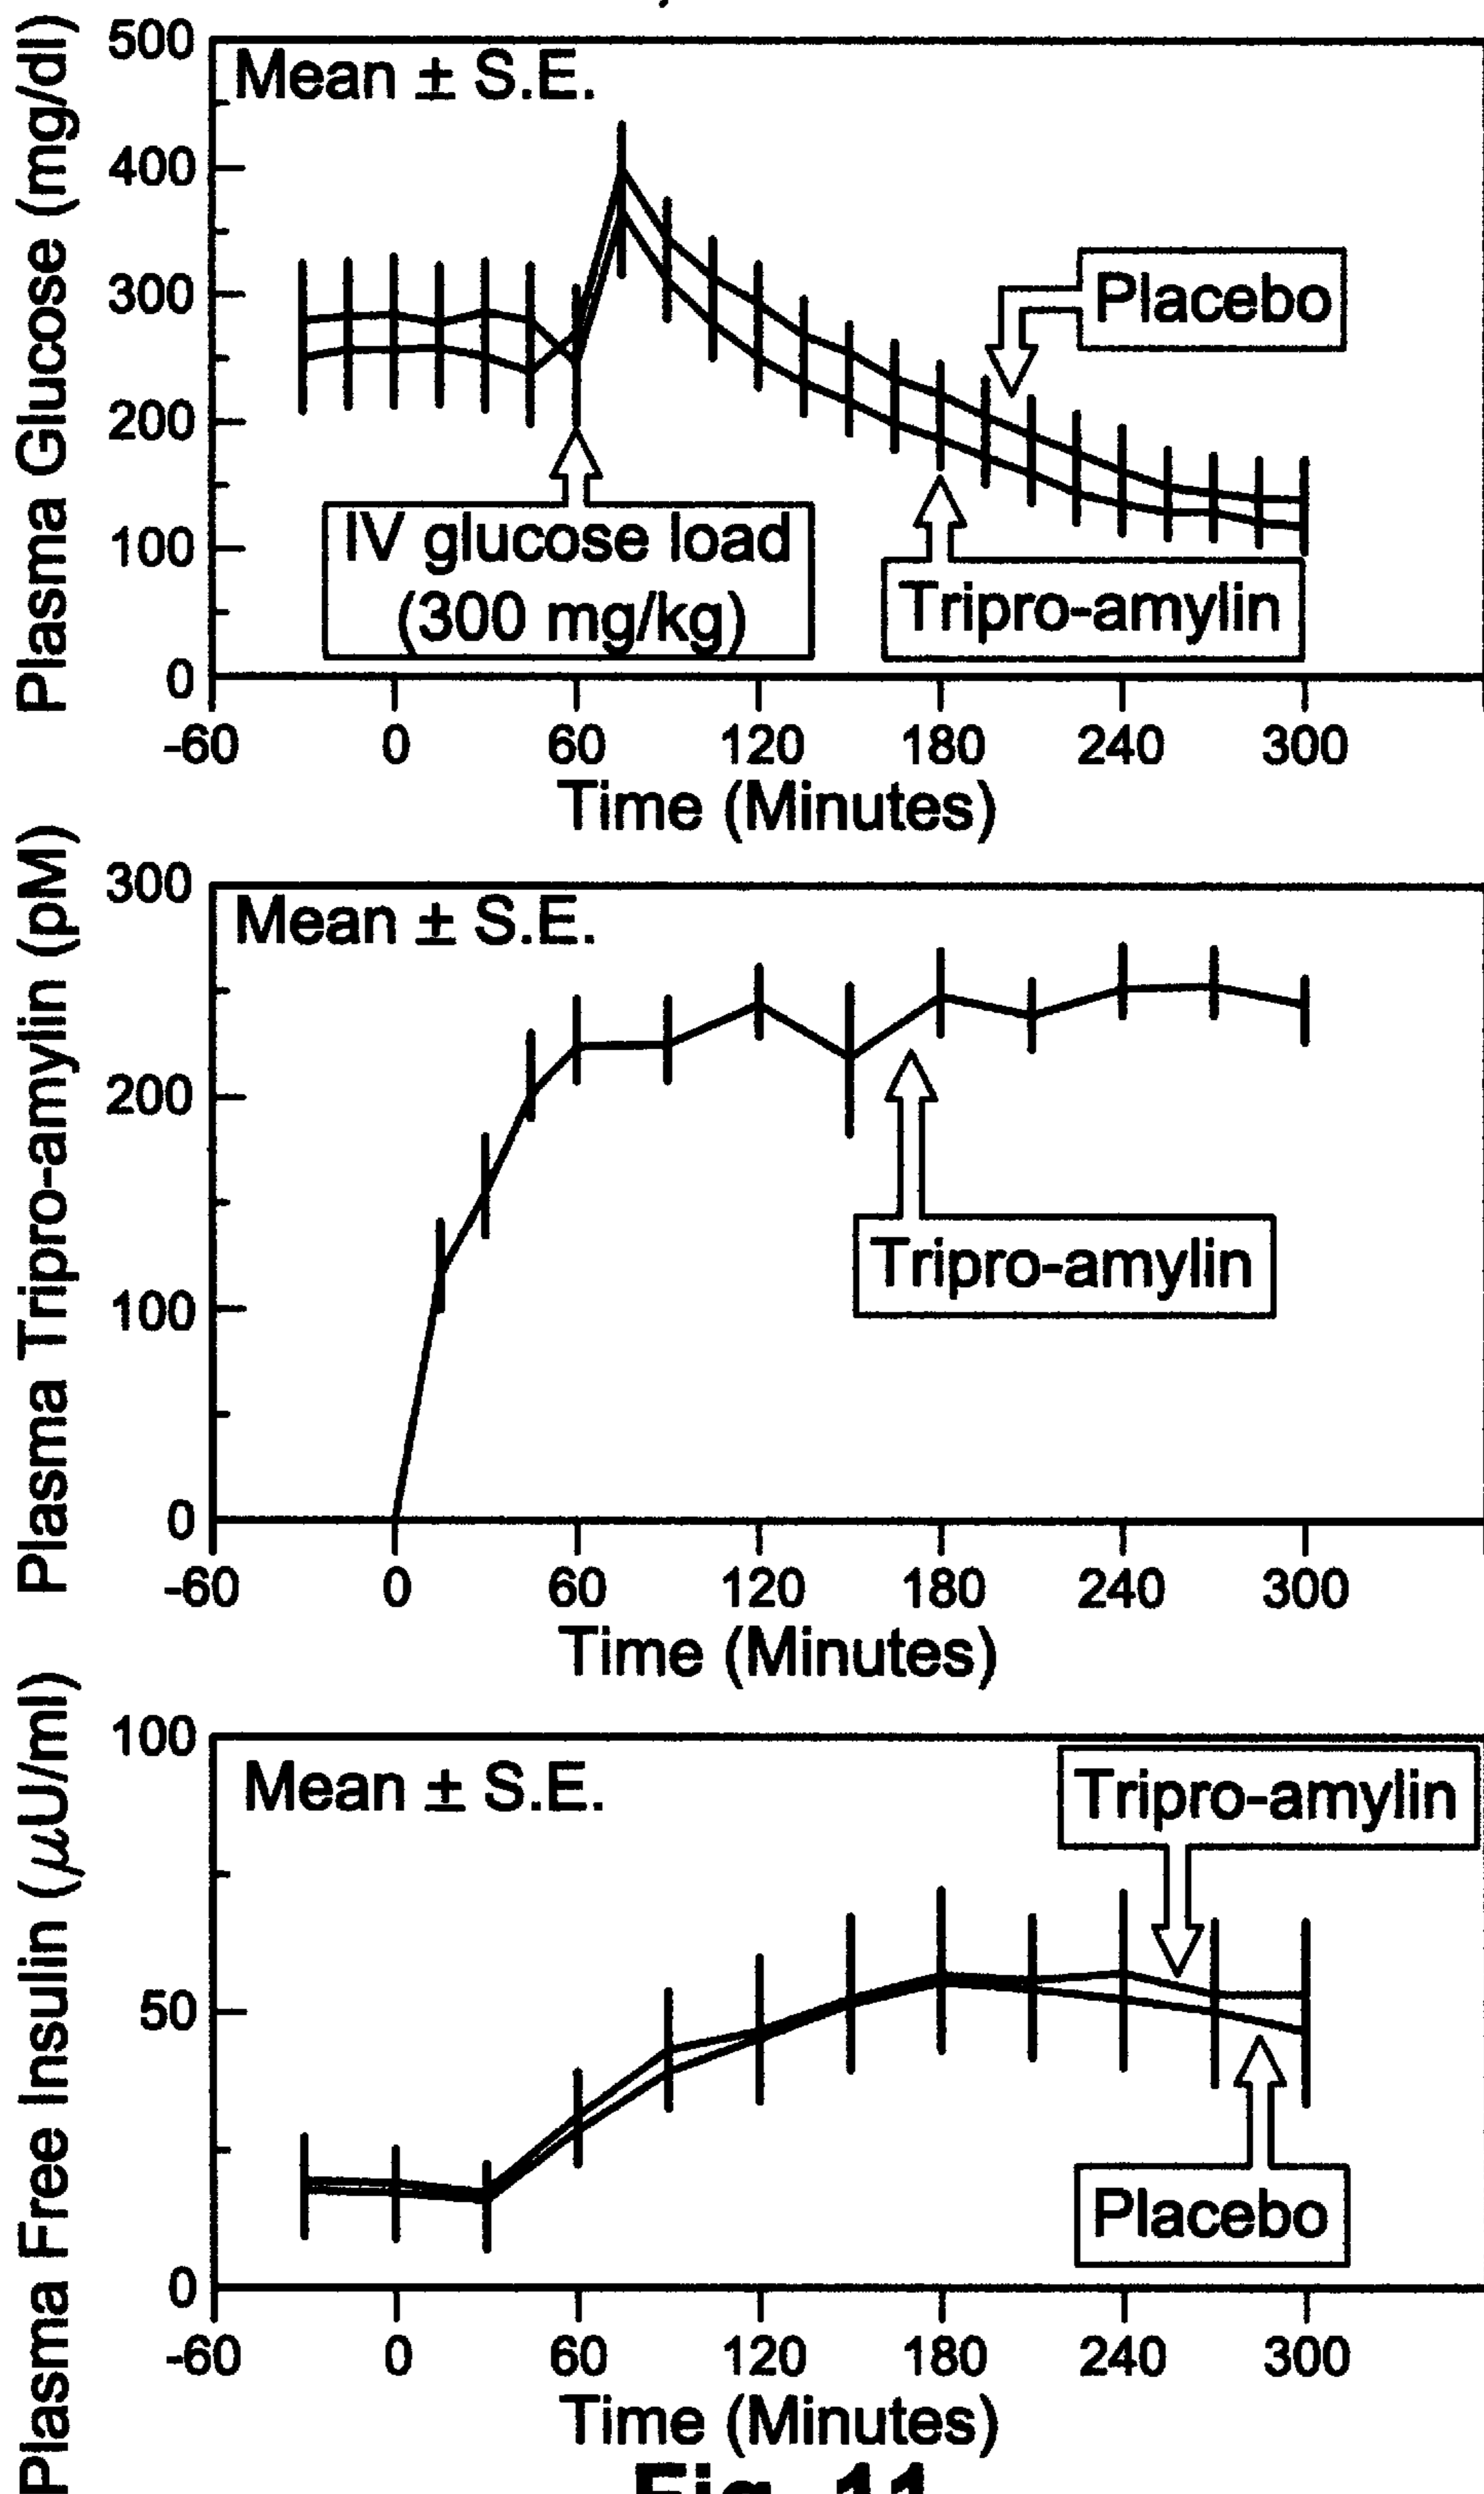 Plasma Glucose (mg/dl)
500
400
300
200
100
0
Mean ± S.E.
Placebo
IV glucose load
(300 mg/kg)
Tripro-amylin
-60 0 60 120 180 240 300
Time (Minutes)
Plasma Tripro-amylin (pM)
300
200
100
0
Mean ± S.E.
Tripro-amylin
-60 0 60 120 180 240 300
Time (Minutes)
Plasma Free Insulin (μU/ml)
100
50
0
Mean ± S.E.
Tripro-amylin
Placebo
-60 0 60 120 180 240 300
Time (Minutes)
Fig. 11